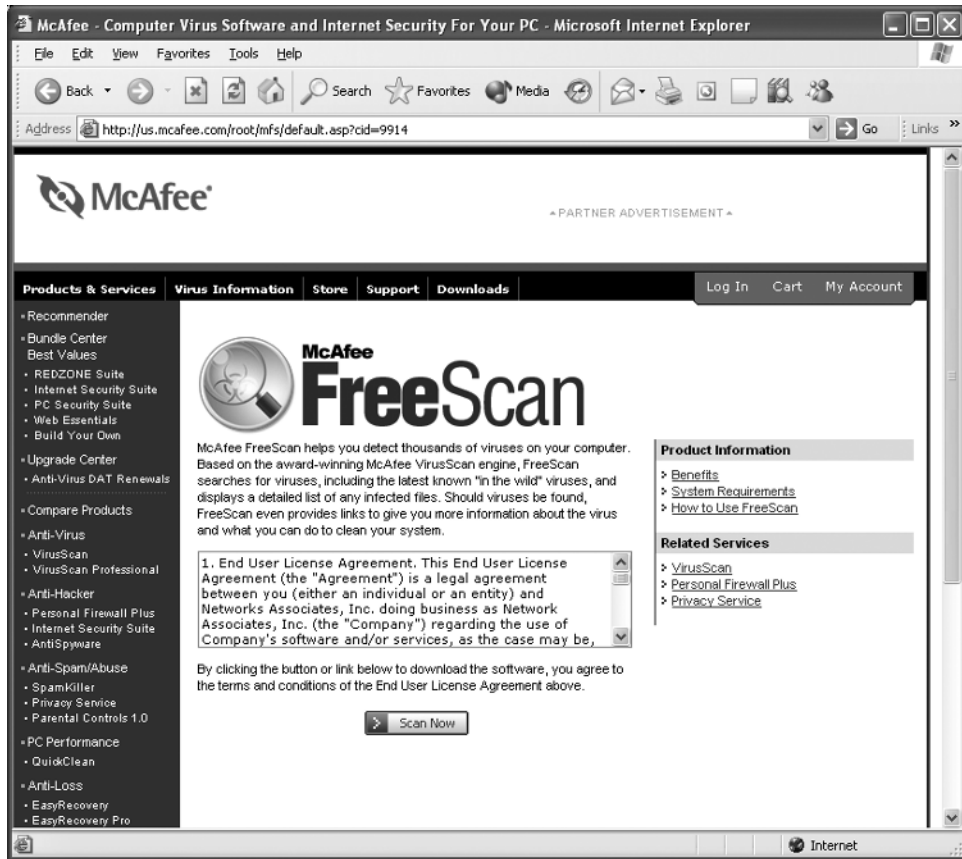 McAfee - Computer Virus Software and Internet Security For Your PC - Microsoft Internet Explorer
File Edit View Favorites Tools Help
Back Search Favorites Media
Address http://us.mcafee.com/root/mfs/default.asp?cid=9914 Go Links »
McAfee
PARTNER ADVERTISEMENT
Products & Services Virus Information Store Support Downloads Log In Cart My Account
Recommender
Bundle Center
Best Values
REDZONE Suite
Internet Security Suite
PC Security Suite
Web Essentials
Build Your Own
Upgrade Center
Anti-Virus DAT Renewals
Compare Products
Anti-Virus
VirusScan
VirusScan Professional
Anti-Hacker
Personal Firewall Plus
Internet Security Suite
AntiSpyware
Anti-Spam/Abuse
SpamKiller
Privacy Service
Parental Controls 1.0
PC Performance
QuickClean
Anti-Loss
EasyRecovery
EasyRecovery Pro
McAfee
FreeScan
McAfee FreeScan helps you detect thousands of viruses on your computer.
Based on the award-winning McAfee VirusScan engine, FreeScan
searches for viruses, including the latest known "in the wild" viruses, and
displays a detailed list of any infected files. Should viruses be found,
FreeScan even provides links to give you more information about the virus
and what you can do to clean your system.
1. End User License Agreement. This End User License
Agreement (the "Agreement") is a legal agreement
between you (either an individual or an entity) and
Networks Associates, Inc. doing business as Network
Associates, Inc. (the "Company") regarding the use of
Company's software and/or services, as the case may be,
By clicking the button or link below to download the software, you agree to
the terms and conditions of the End User License Agreement above.
Scan Now
Product Information
Benefits
System Requirements
How to Use FreeScan
Related Services
VirusScan
Personal Firewall Plus
Privacy Service
Internet